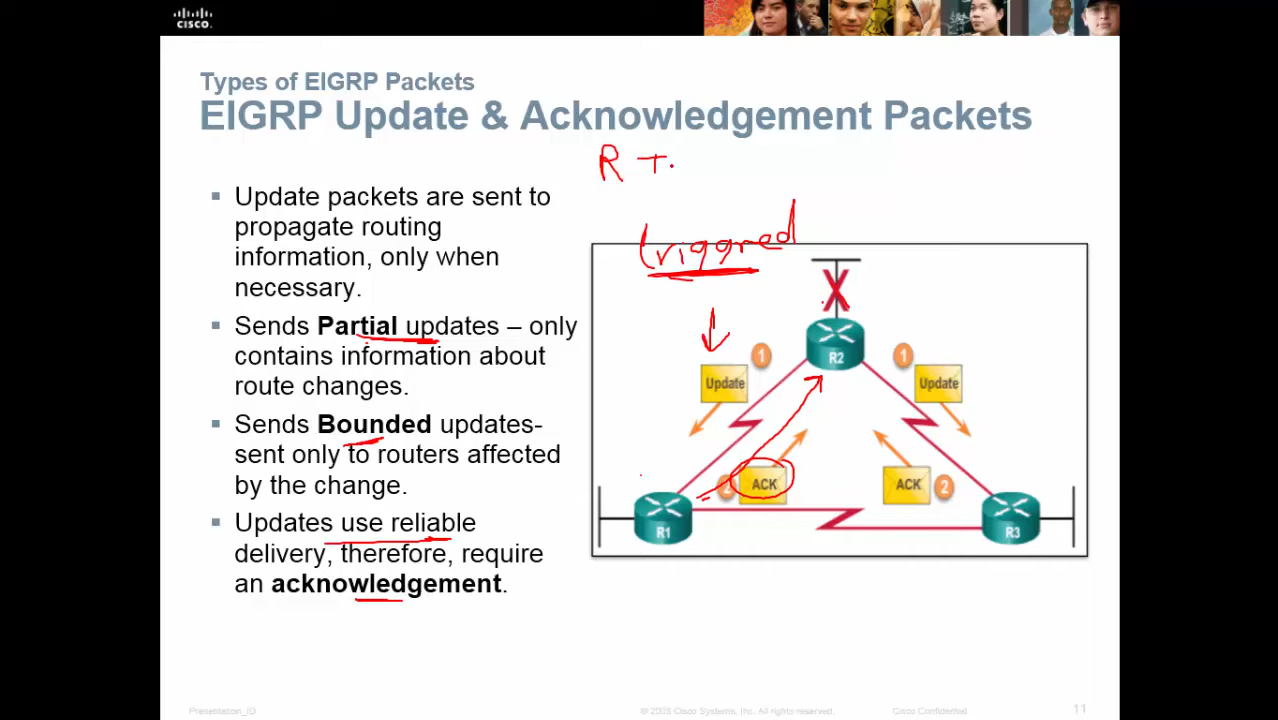 CISCO.
Types of EIGRP Packets
EIGRP Update & Acknowledgement Packets
R +.
▪ Update packets are sent to
propagate routing
information, only when
necessary.
▪ Sends Partial updates – only
contains information about
route changes.
▪ Sends Bounded updates-
sent only to routers affected
by the change.
▪ Updates use reliable
delivery, therefore, require
an acknowledgement.
triggred
X
R2
1
1
Update
Update
2 ACK
ACK 2
R1
R3
Presentation_ID
© 2008 Cisco Systems, Inc. All rights reserved.
Cisco Confidential
11